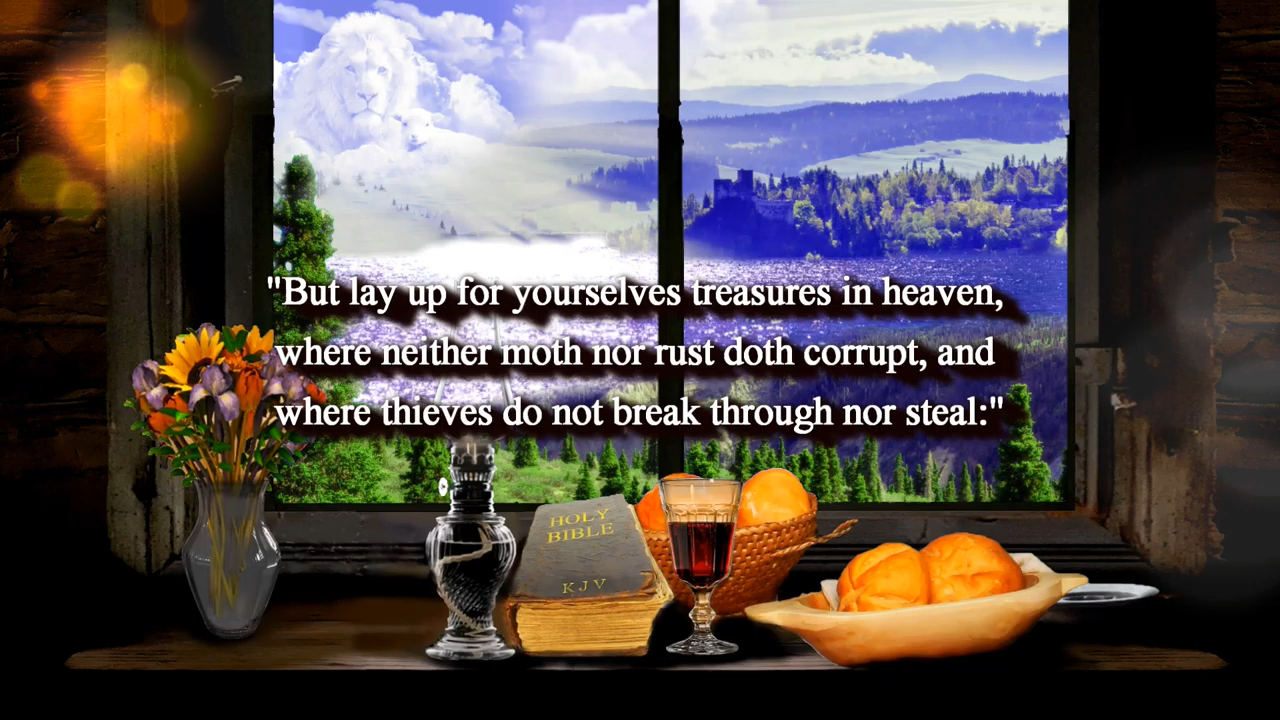 "But lay up for yourselves treasures in heaven,
where neither moth nor rust doth corrupt, and
where thieves do not break through nor steal:"
HOLY
BIBLE
KJV